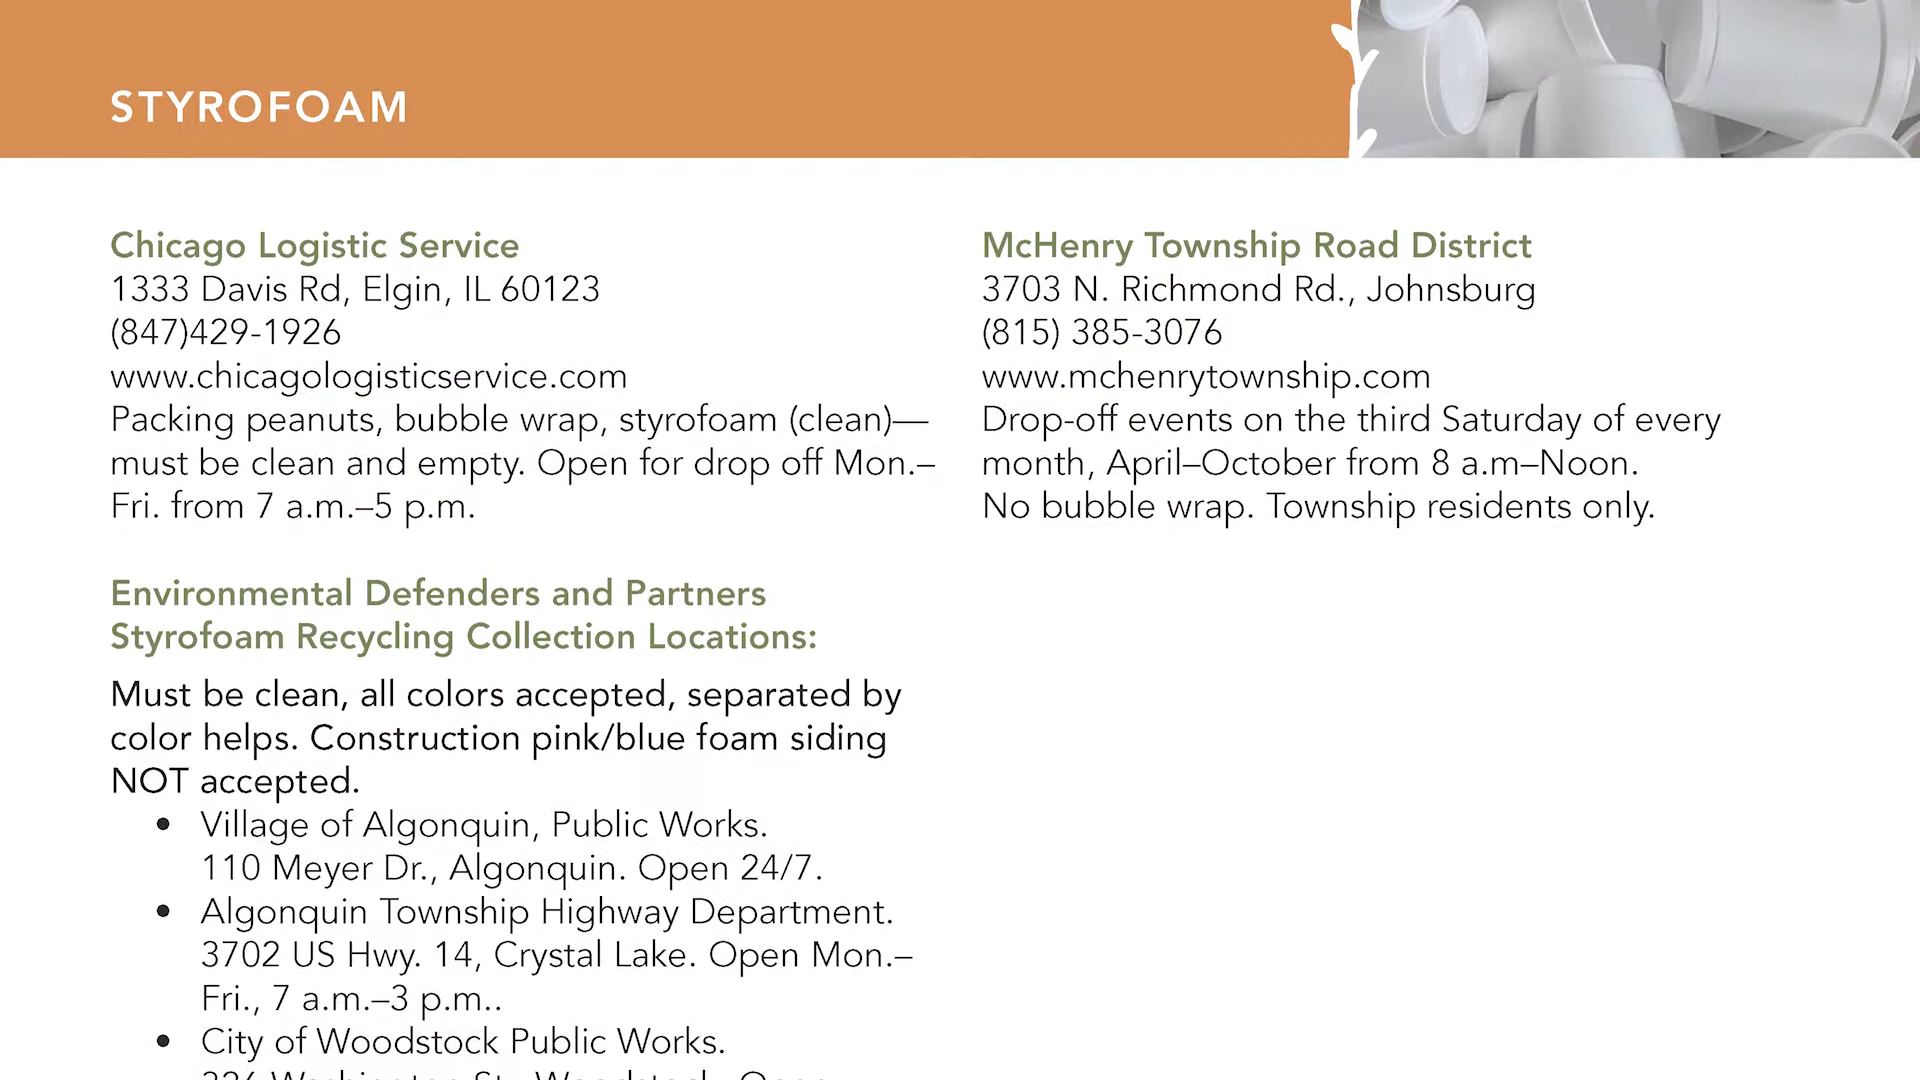 STYROFOAM
Chicago Logistic Service
1333 Davis Rd, Elgin, IL 60123
(847)429-1926
www.chicagologisticservice.com
Packing peanuts, bubble wrap, styrofoam (clean)—
must be clean and empty. Open for drop off Mon.–
Fri. from 7 a.m.–5 p.m.
Environmental Defenders and Partners
Styrofoam Recycling Collection Locations:
Must be clean, all colors accepted, separated by
color helps. Construction pink/blue foam siding
NOT accepted.
• Village of Algonquin, Public Works.
110 Meyer Dr., Algonquin. Open 24/7.
• Algonquin Township Highway Department.
3702 US Hwy. 14, Crystal Lake. Open Mon.–
Fri., 7 a.m.–3 p.m..
• City of Woodstock Public Works.
McHenry Township Road District
3703 N. Richmond Rd., Johnsburg
(815) 385-3076
www.mchenrytownship.com
Drop-off events on the third Saturday of every
month, April–October from 8 a.m–Noon.
No bubble wrap. Township residents only.